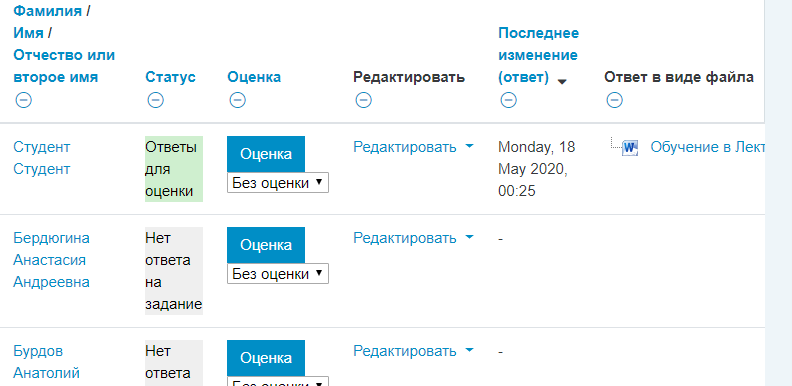 Фамилия /
Имя /
Отчество или
второе имя
Статус
Оценка
Редактировать
Последнее
изменение
(ответ)
Ответ в виде файла
Студент
Студент
Ответы
для
оценки
Оценка
Без оценки
Редактировать
Monday, 18
May 2020,
00:25
Обучение в Лект
Бердюгина
Анастасия
Андреевна
Нет
ответа
на
задание
Оценка
Без оценки
Редактировать
-
Бурдов
Анатолий
Нет
ответа
Оценка
Без оценки
Редактировать
-